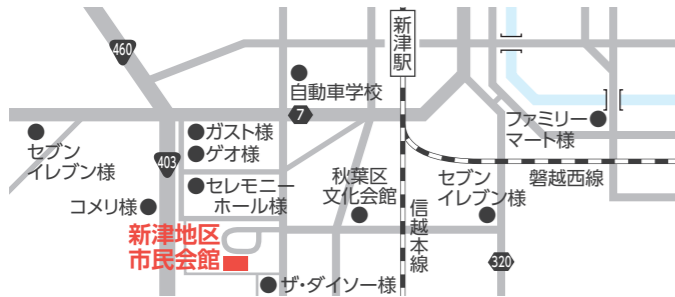 460
新津駅
自動車学校
7
ガスト様
ファミリー
マート様
セブン
イレブン様
ゲオ様
403
磐越西線
セレモニー
ホール様
秋葉区
文化会館
セブン
イレブン様
コメリ様
信越本線
新津地区
市民会館
320
ザ・ダイソー様